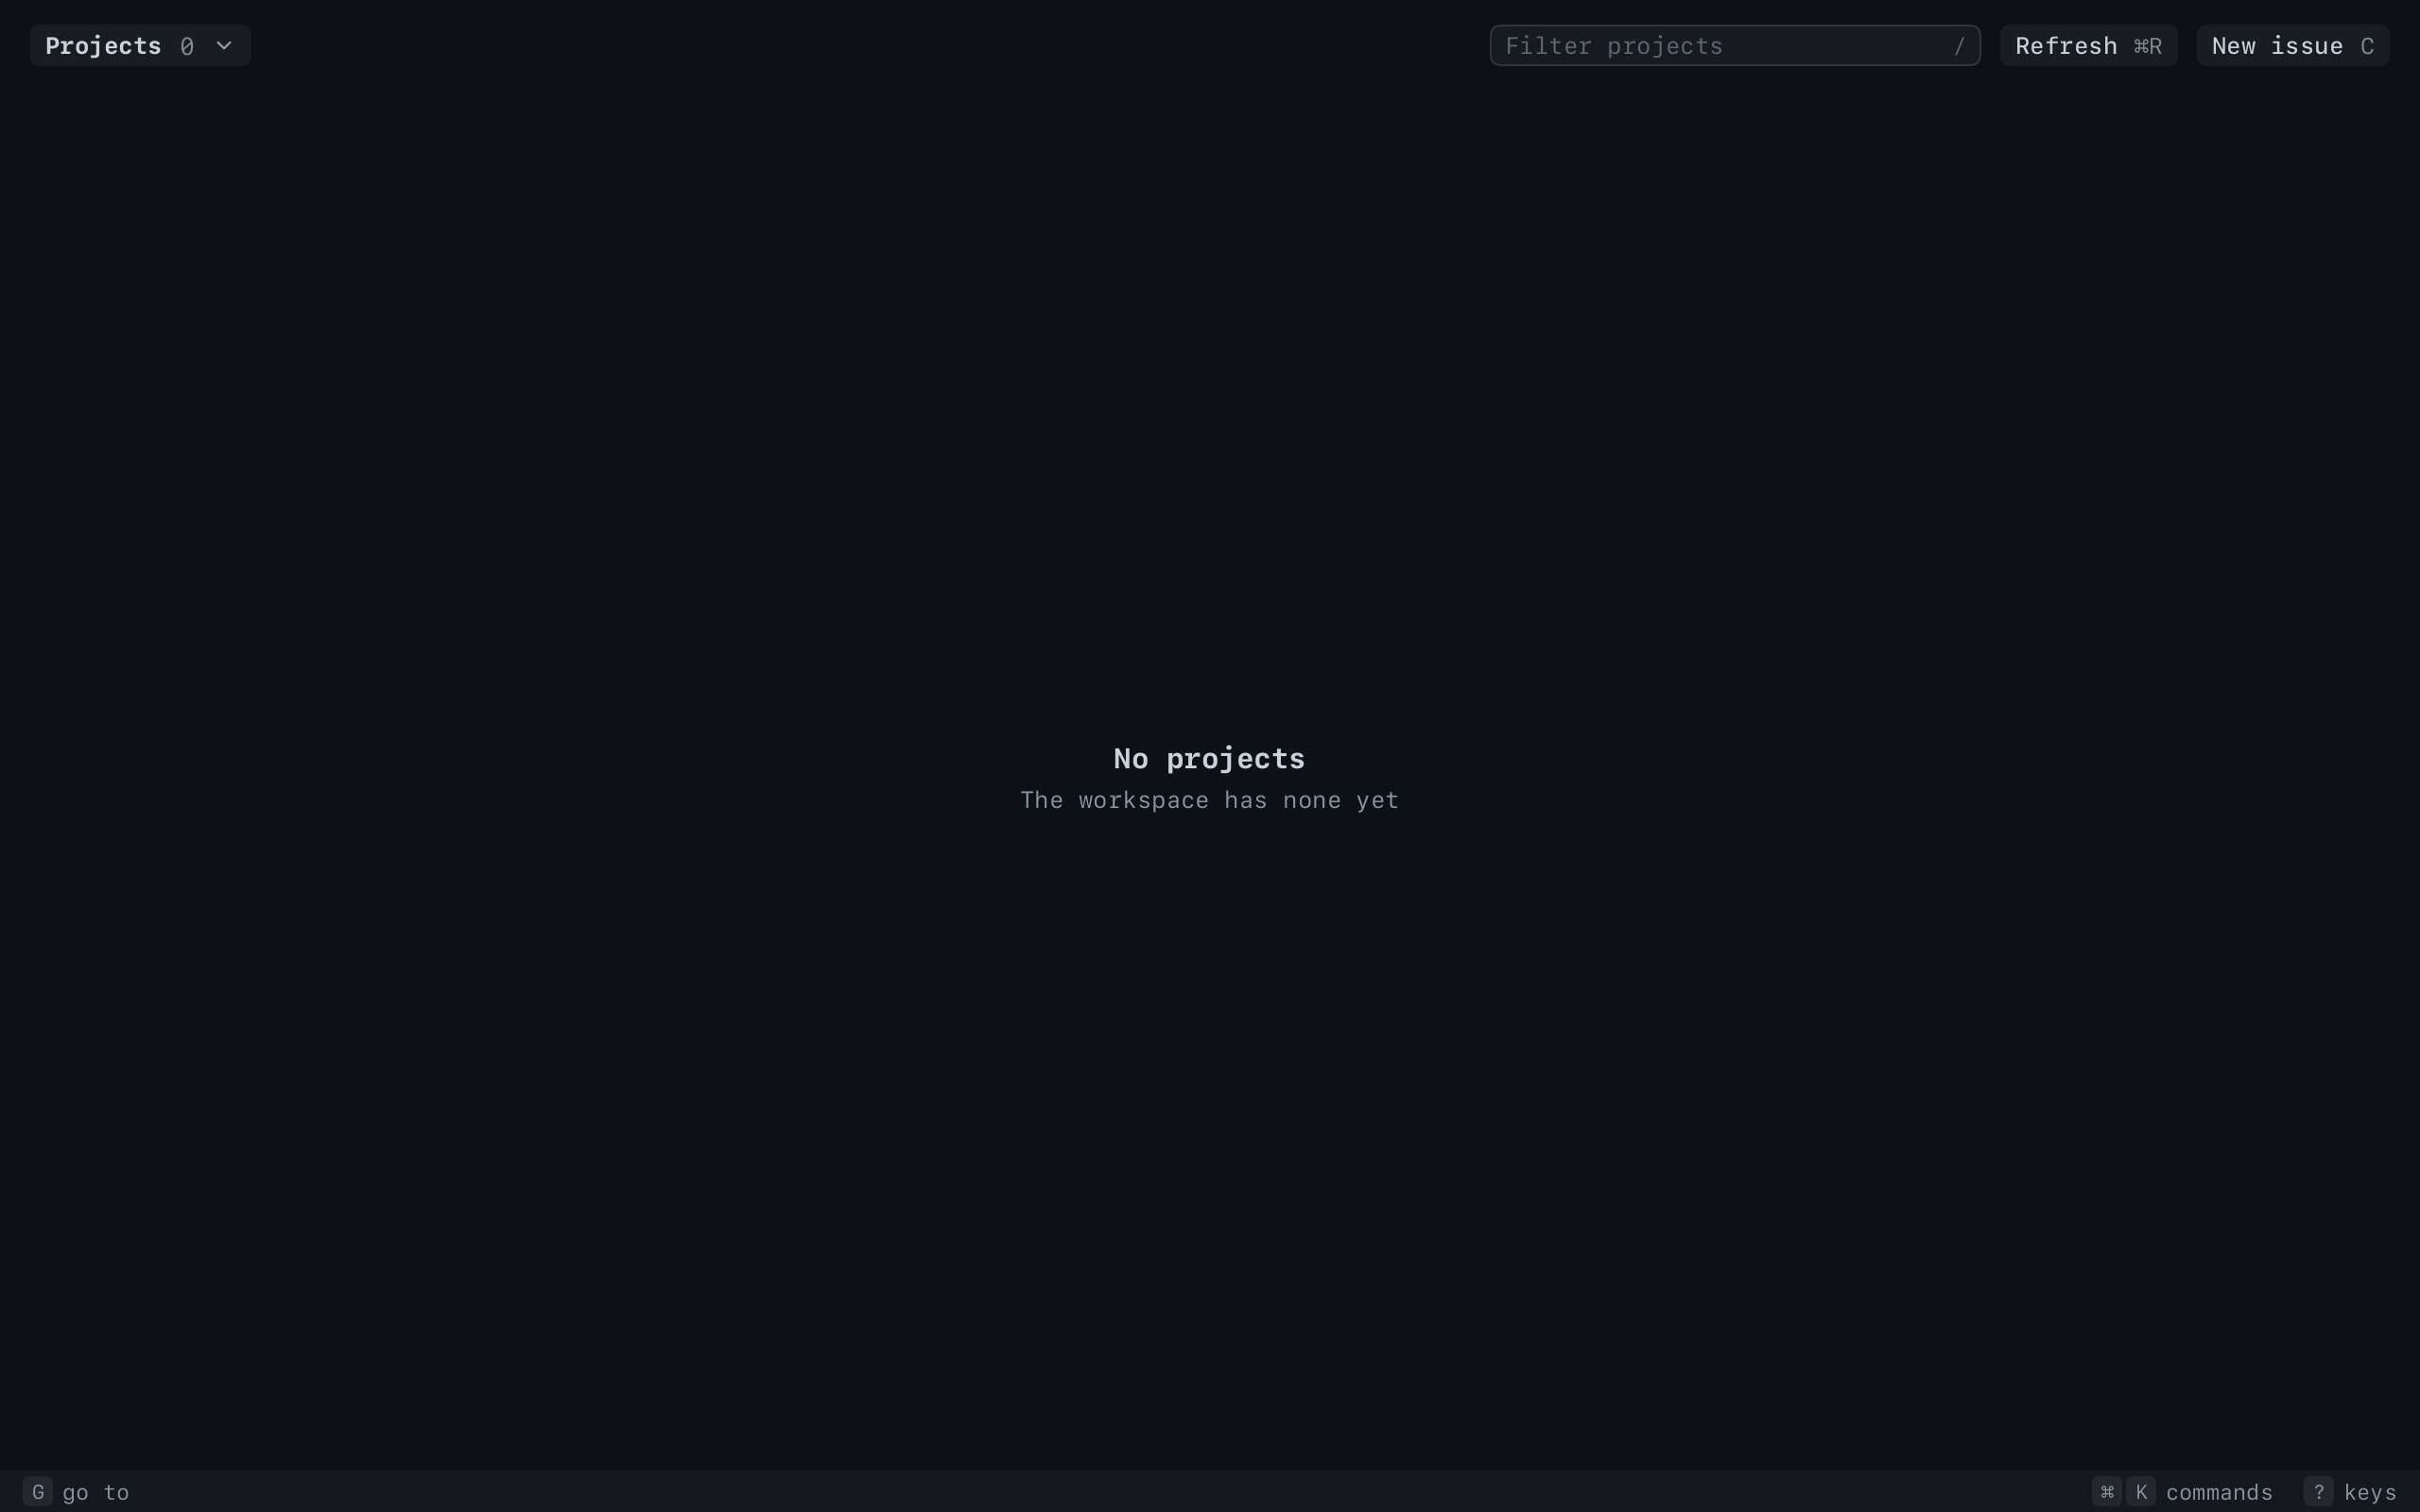 Projects 0
Filter projects /
Refresh ⌘R
New issue C
No projects
The workspace has none yet
G go to
⌘ K commands
? keys